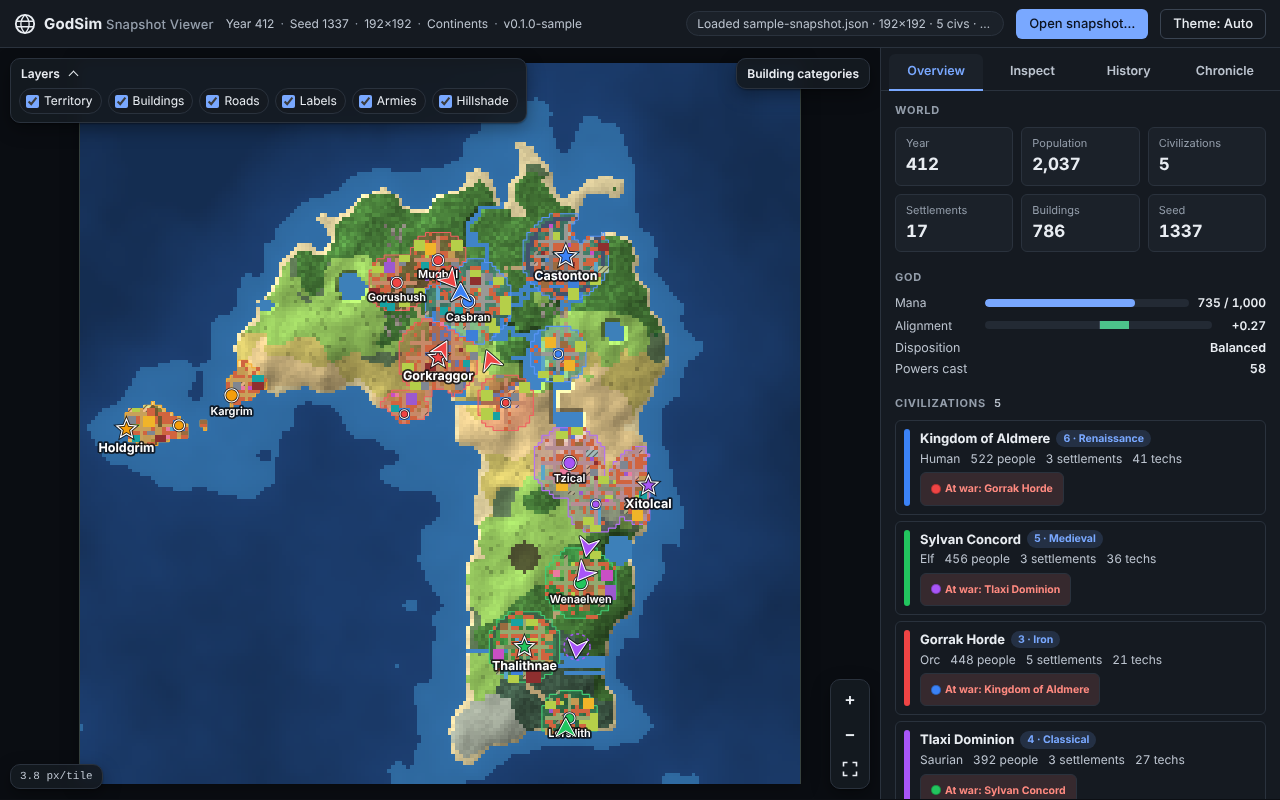 GodSim Snapshot Viewer Year 412 · Seed 1337 · 192×192 · Continents · v0.1.0-sample Loaded sample-snapshot.json · 192×192 · 5 civs · ... Open snapshot... Theme: Auto
Layers
Territory Buildings Roads Labels Armies Hillshade
Building categories
Castonton
Gorushush
Casbran
Gorkraggor
Kargrim
Holdgrim
Tzical
Xitolcal
Wenaelwen
Thalithnae
3.8 px/tile
+
−
Overview Inspect History Chronicle
WORLD
Year Population Civilizations
412 2,037 5
Settlements Buildings Seed
17 786 1337
GOD
Mana 735 / 1,000
Alignment +0.27
Disposition Balanced
Powers cast 58
CIVILIZATIONS 5
Kingdom of Aldmere 6 · Renaissance
Human 522 people 3 settlements 41 techs
At war: Gorrak Horde
Sylvan Concord 5 · Medieval
Elf 456 people 3 settlements 36 techs
At war: Tlaxi Dominion
Gorrak Horde 3 · Iron
Orc 448 people 5 settlements 21 techs
At war: Kingdom of Aldmere
Tlaxi Dominion 4 · Classical
Saurian 392 people 3 settlements 27 techs
At war: Sylvan Concord